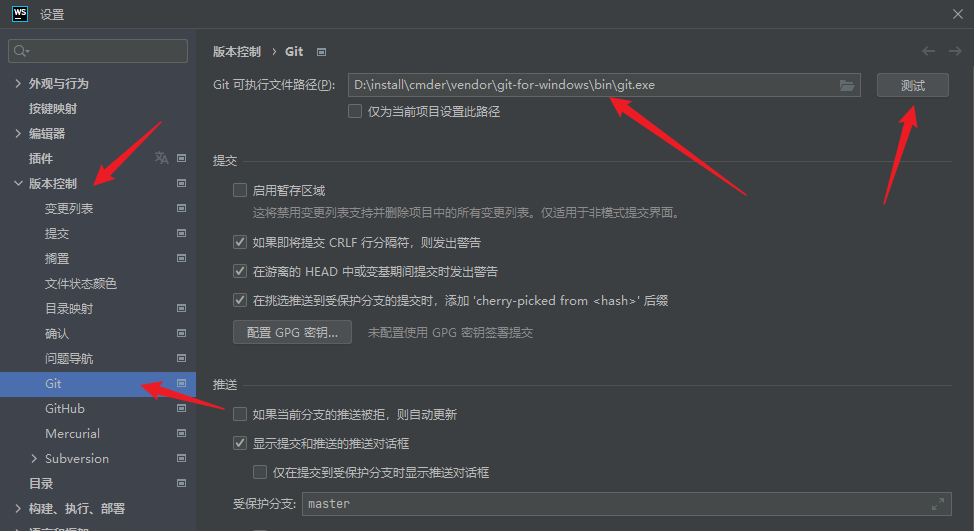 WS 设置
外观与行为
按键映射
编辑器
插件
版本控制
变更列表
提交
搁置
文件状态颜色
目录映射
确认
问题导航
Git
GitHub
Mercurial
Subversion
目录
构建、执行、部署
版本控制 › Git
Git 可执行文件路径(P): D:\install\cmder\vendor\git-for-windows\bin\git.exe 测试
仅为当前项目设置此路径
提交
启用暂存区域
这将禁用变更列表支持并删除项目中的所有变更列表。仅适用于非模式提交界面。
如果即将提交 CRLF 行分隔符，则发出警告
在游离的 HEAD 中或变基期间提交时发出警告
在挑选推送到受保护分支的提交时，添加 'cherry-picked from <hash>' 后缀
配置 GPG 密钥... 未配置使用 GPG 密钥签署提交
推送
如果当前分支的推送被拒，则自动更新
显示提交和推送的推送对话框
仅在提交到受保护分支时显示推送对话框
受保护分支: master